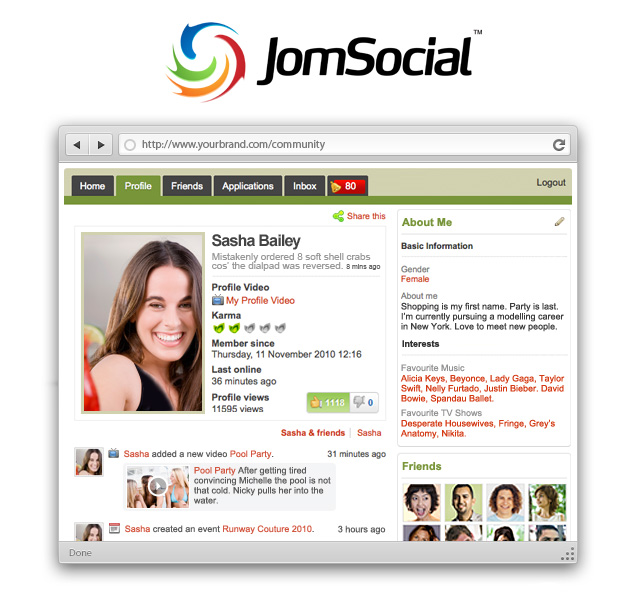 JomSocial™
http://www.yourbrand.com/community
Home Profile Friends Applications Inbox 80 Logout
Share this
Sasha Bailey
Mistakenly ordered 8 soft shell crabs
cos' the dialpad was reversed. 8 mins ago
Profile Video
My Profile Video
Karma
Member since
Thursday, 11 November 2010 12:16
Last online
36 minutes ago
Profile views
11595 views
1118 0
Sasha & friends Sasha
Sasha added a new video Pool Party. 31 minutes ago
Pool Party After getting tired
convincing Michelle the pool is not
that cold. Nicky pulls her into the
water.
Sasha created an event Runway Couture 2010. 3 hours ago
About Me
Basic Information
Gender
Female
About me
Shopping is my first name. Party is last.
I'm currently pursuing a modelling career
in New York. Love to meet new people.
Interests
Favourite Music
Alicia Keys, Beyonce, Lady Gaga, Taylor
Swift, Nelly Furtado, Justin Bieber. David
Bowie, Spandau Ballet.
Favourite TV Shows
Desperate Housewives, Fringe, Grey's
Anatomy, Nikita.
Friends
Done